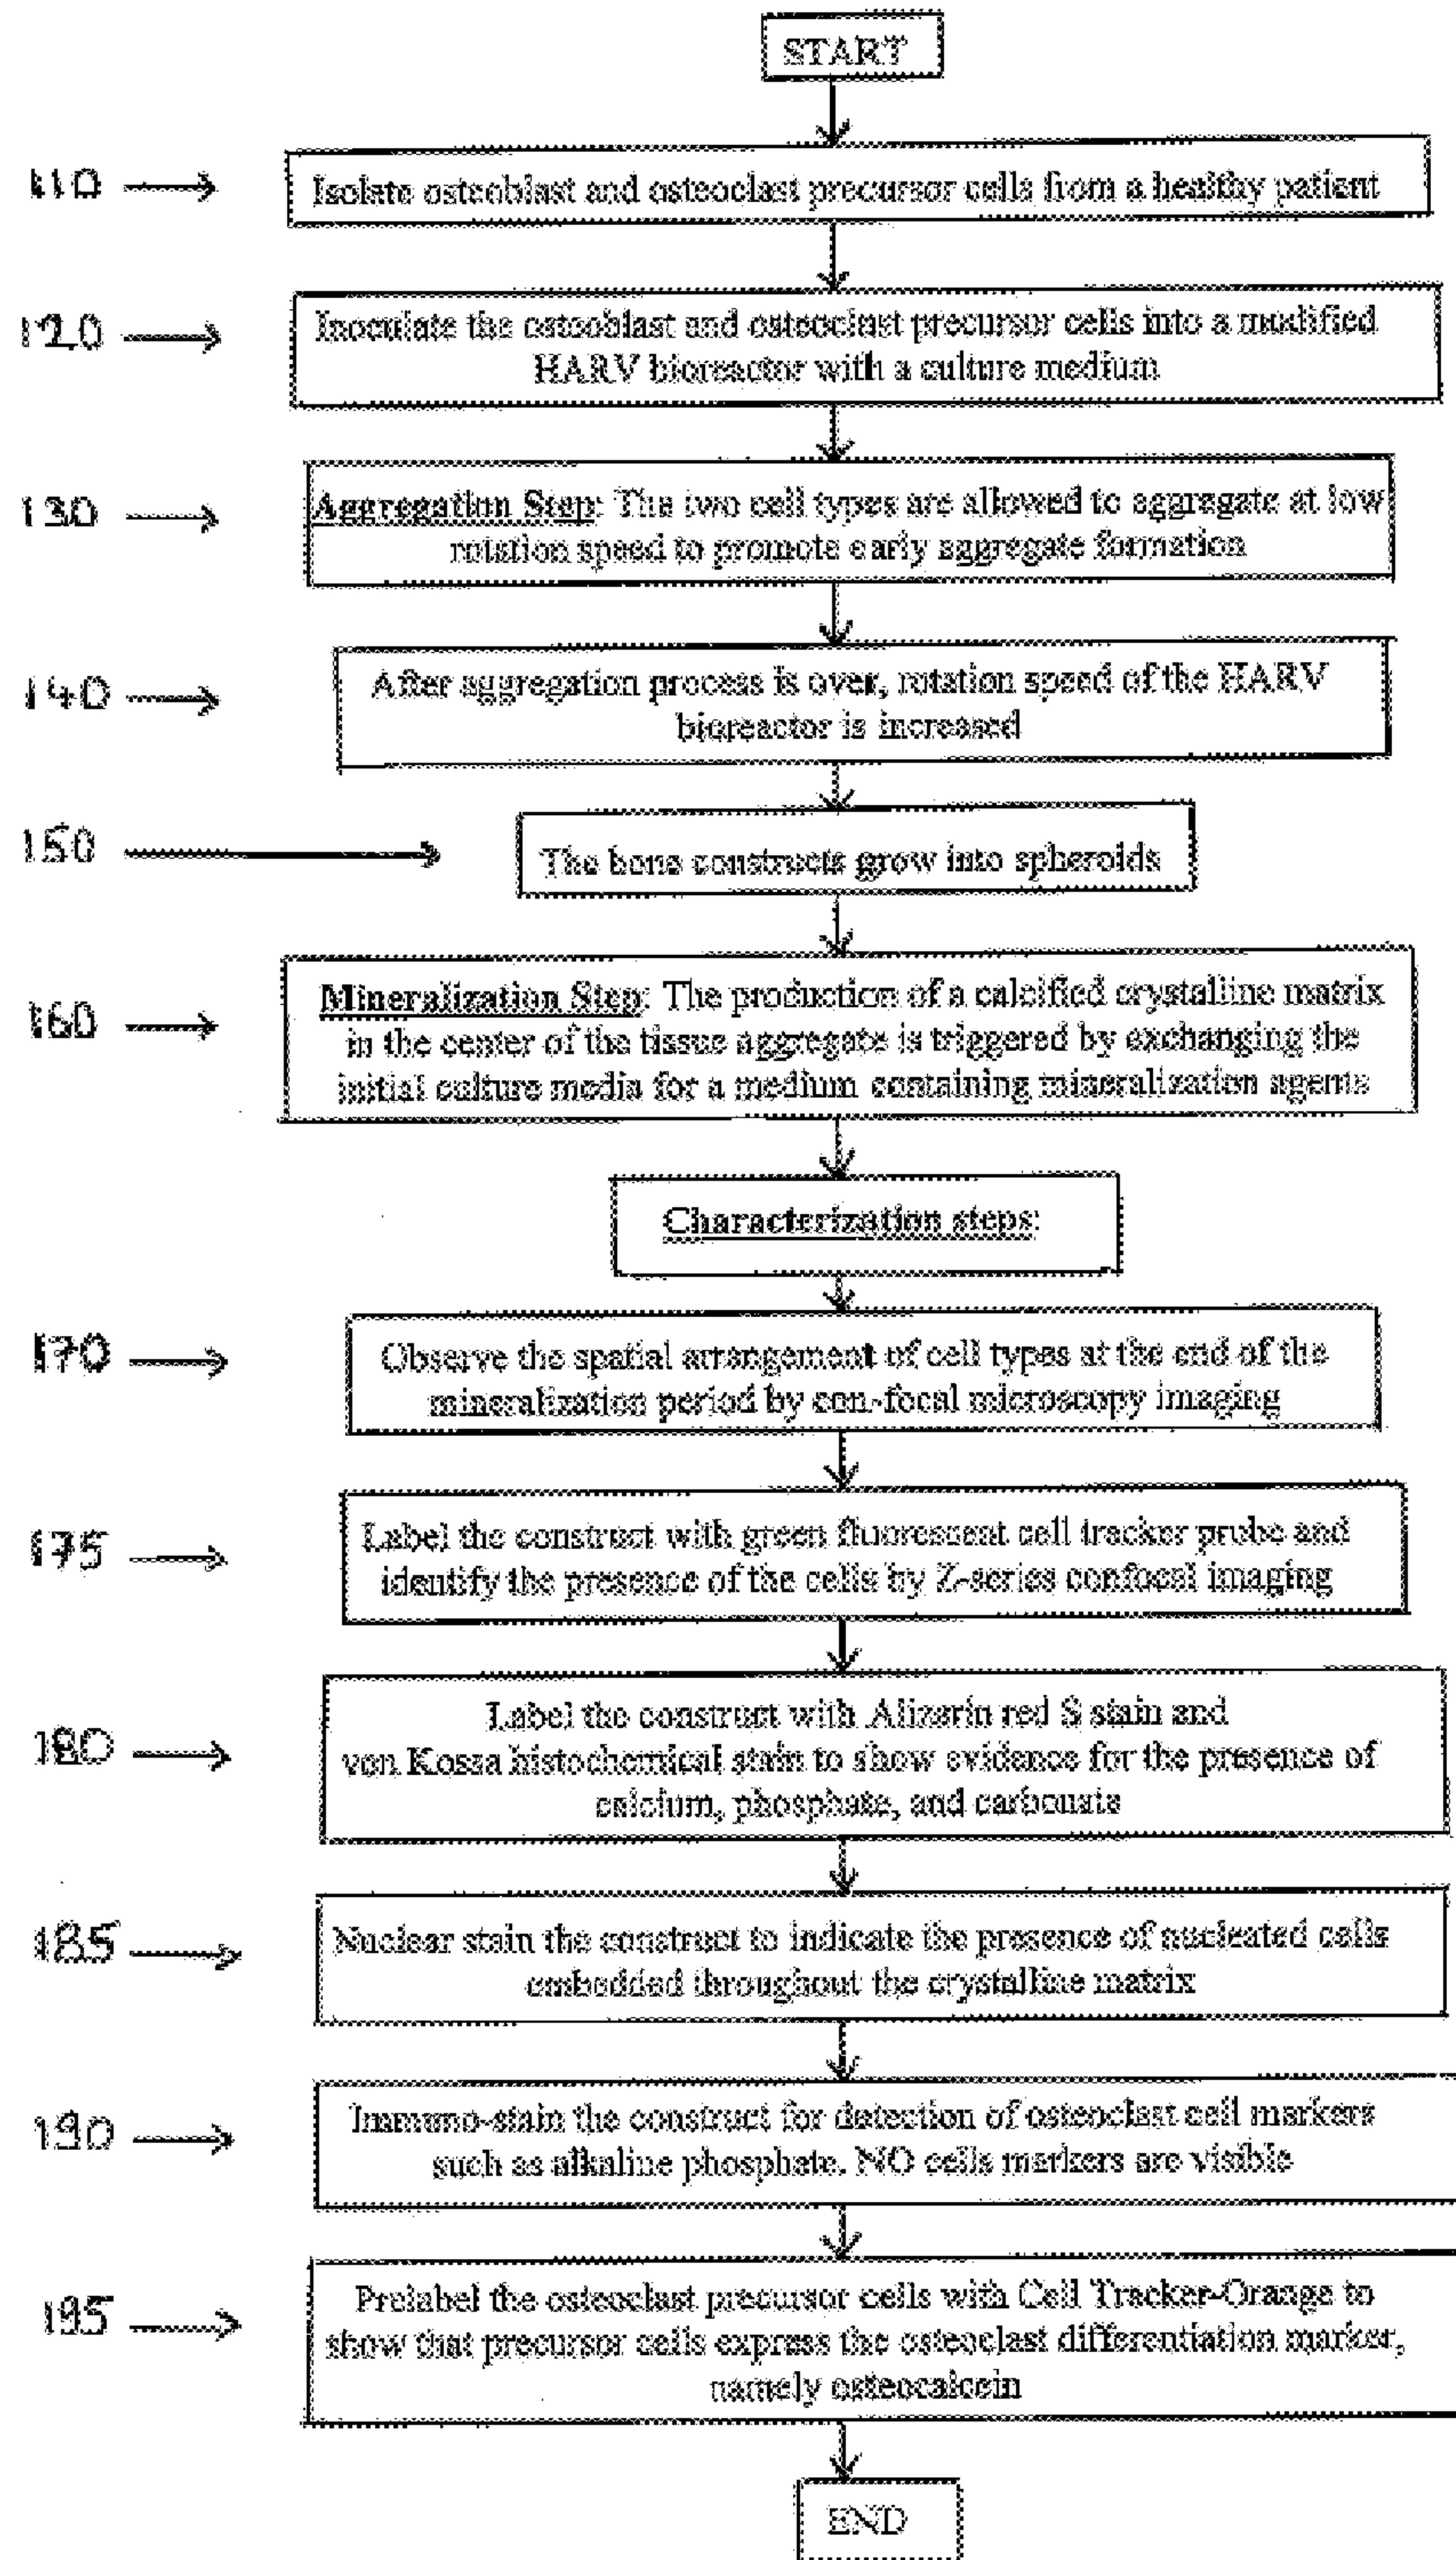 START
110
Isolate osteoblast and osteoclast precursor cells from a healthy patient
120
Inoculate the osteoblast and osteoclast precursor cells into a modified
HARV bioreactor with a culture medium
130
Aggregation Step: The two cell types are allowed to aggregate at low
rotation speed to promote early aggregate formation
140
After aggregation process is over, rotation speed of the HARV
bioreactor is increased
150
The bone constructs grow into spheroids
160
Mineralization Step: The production of a calcified crystalline matrix
in the center of the tissue aggregate is triggered by exchanging the
initial culture media for a medium containing mineralization agents
Characterization steps:
170
Observe the spatial arrangement of cell types at the end of the
mineralization period by con-focal microscopy imaging
175
Label the construct with green fluorescent cell tracker probe and
identify the presence of the cells by Z-series confocal imaging
180
Label the construct with Alizarin red S stain and
von Kossa histochemical stain to show evidence for the presence of
calcium, phosphate, and carbonate
185
Nuclear stain the construct to indicate the presence of nucleated cells
embedded throughout the crystalline matrix
190
Immuno-stain the construct for detection of osteoclast cell markers
such as alkaline phosphate. NO cells markers are visible
195
Prelabel the osteoclast precursor cells with Cell Tracker-Orange to
show that precursor cells express the osteoclast differentiation marker,
namely osteocalcein
END